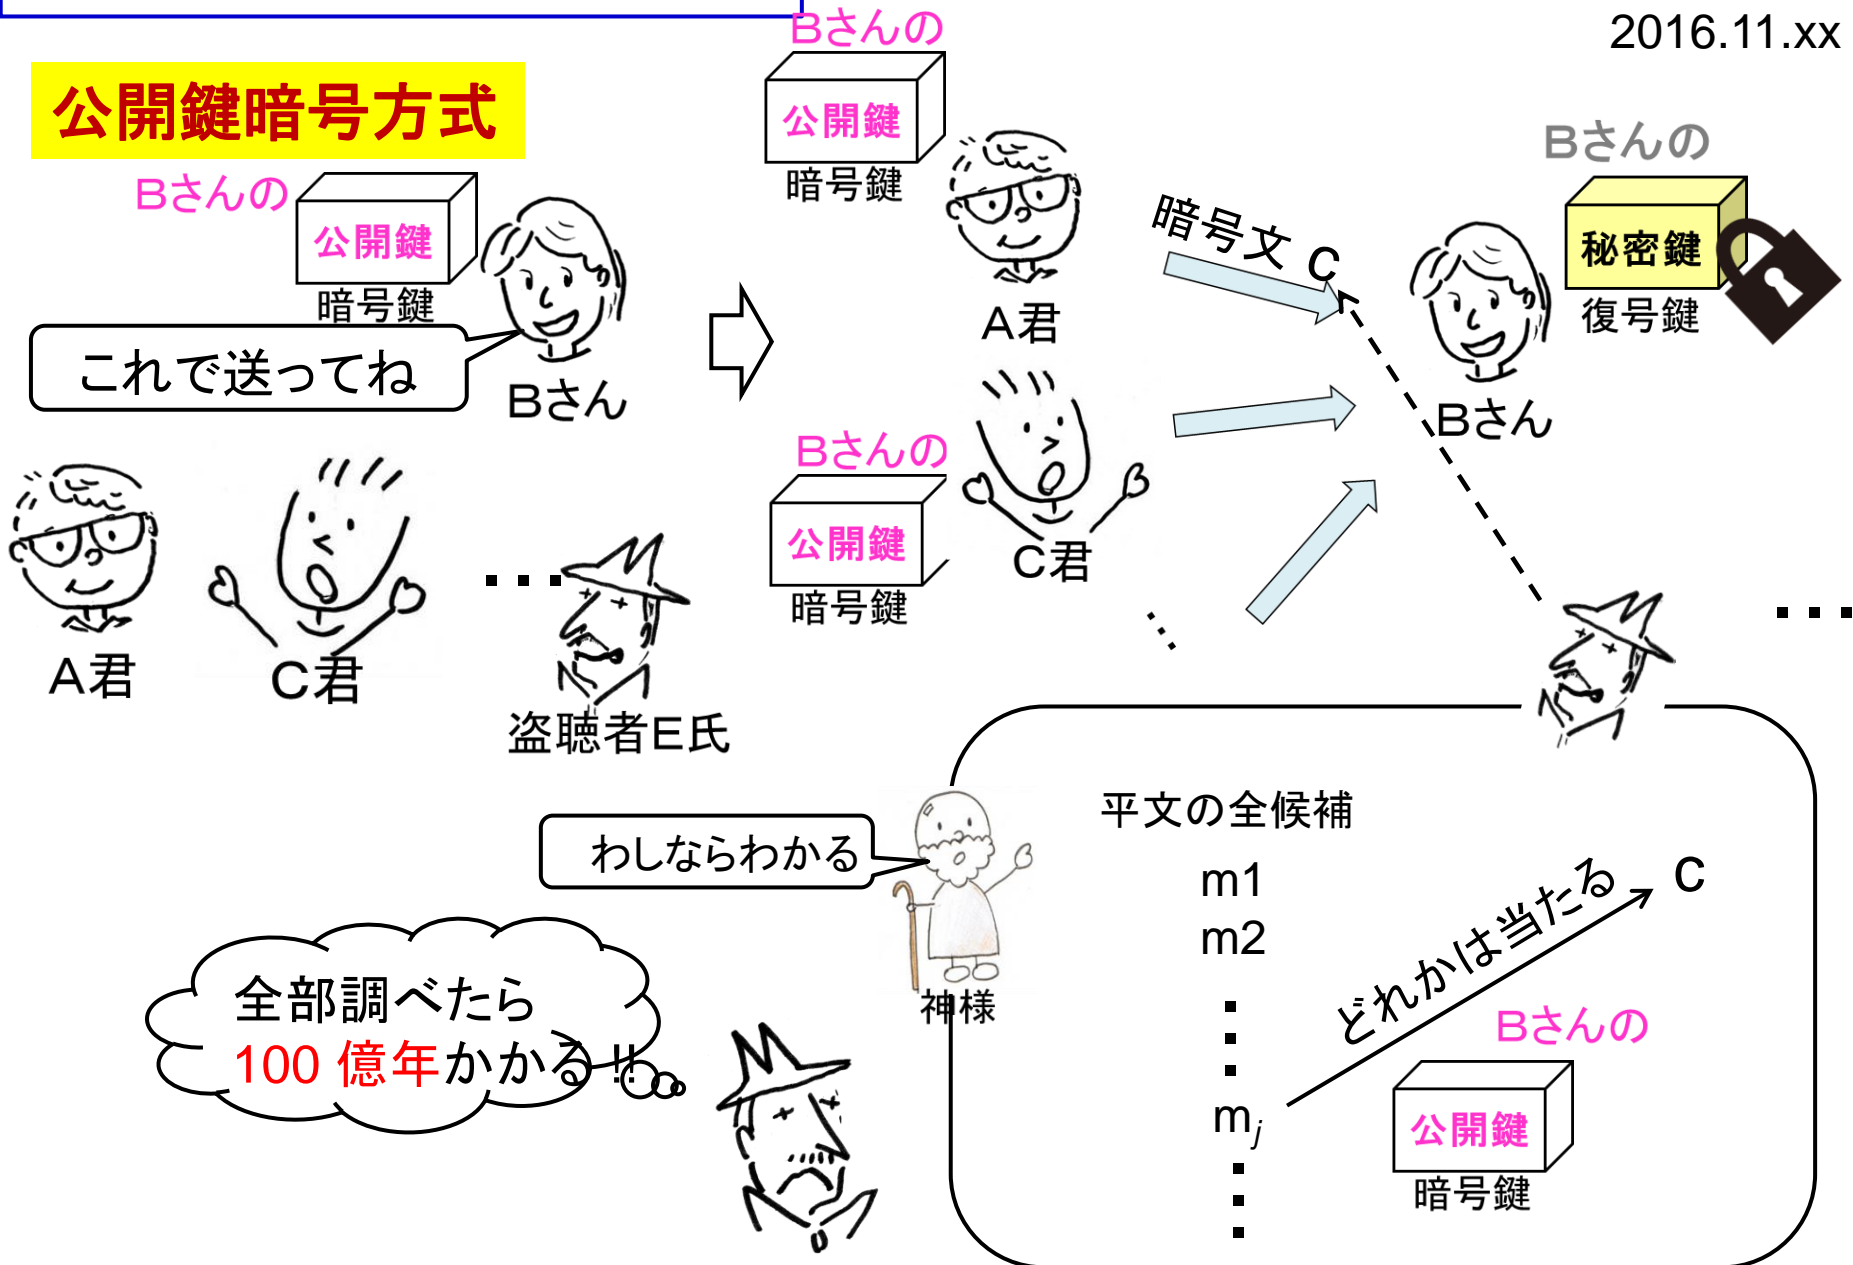 2016.11.xx
公開鍵暗号方式
Bさんの
公開鍵
暗号鍵
これで送ってね
Bさん
A君
C君
…
盗聴者E氏
Bさんの
公開鍵
暗号鍵
A君
Bさんの
公開鍵
暗号鍵
C君
…
暗号文 C
Bさんの
秘密鍵
復号鍵
Bさん
…
わしならわかる
神様
全部調べたら
100 億年かかる !!
平文の全候補
m1
m2
⋮
mj
⋮
どれかは当たる
C
Bさんの
公開鍵
暗号鍵